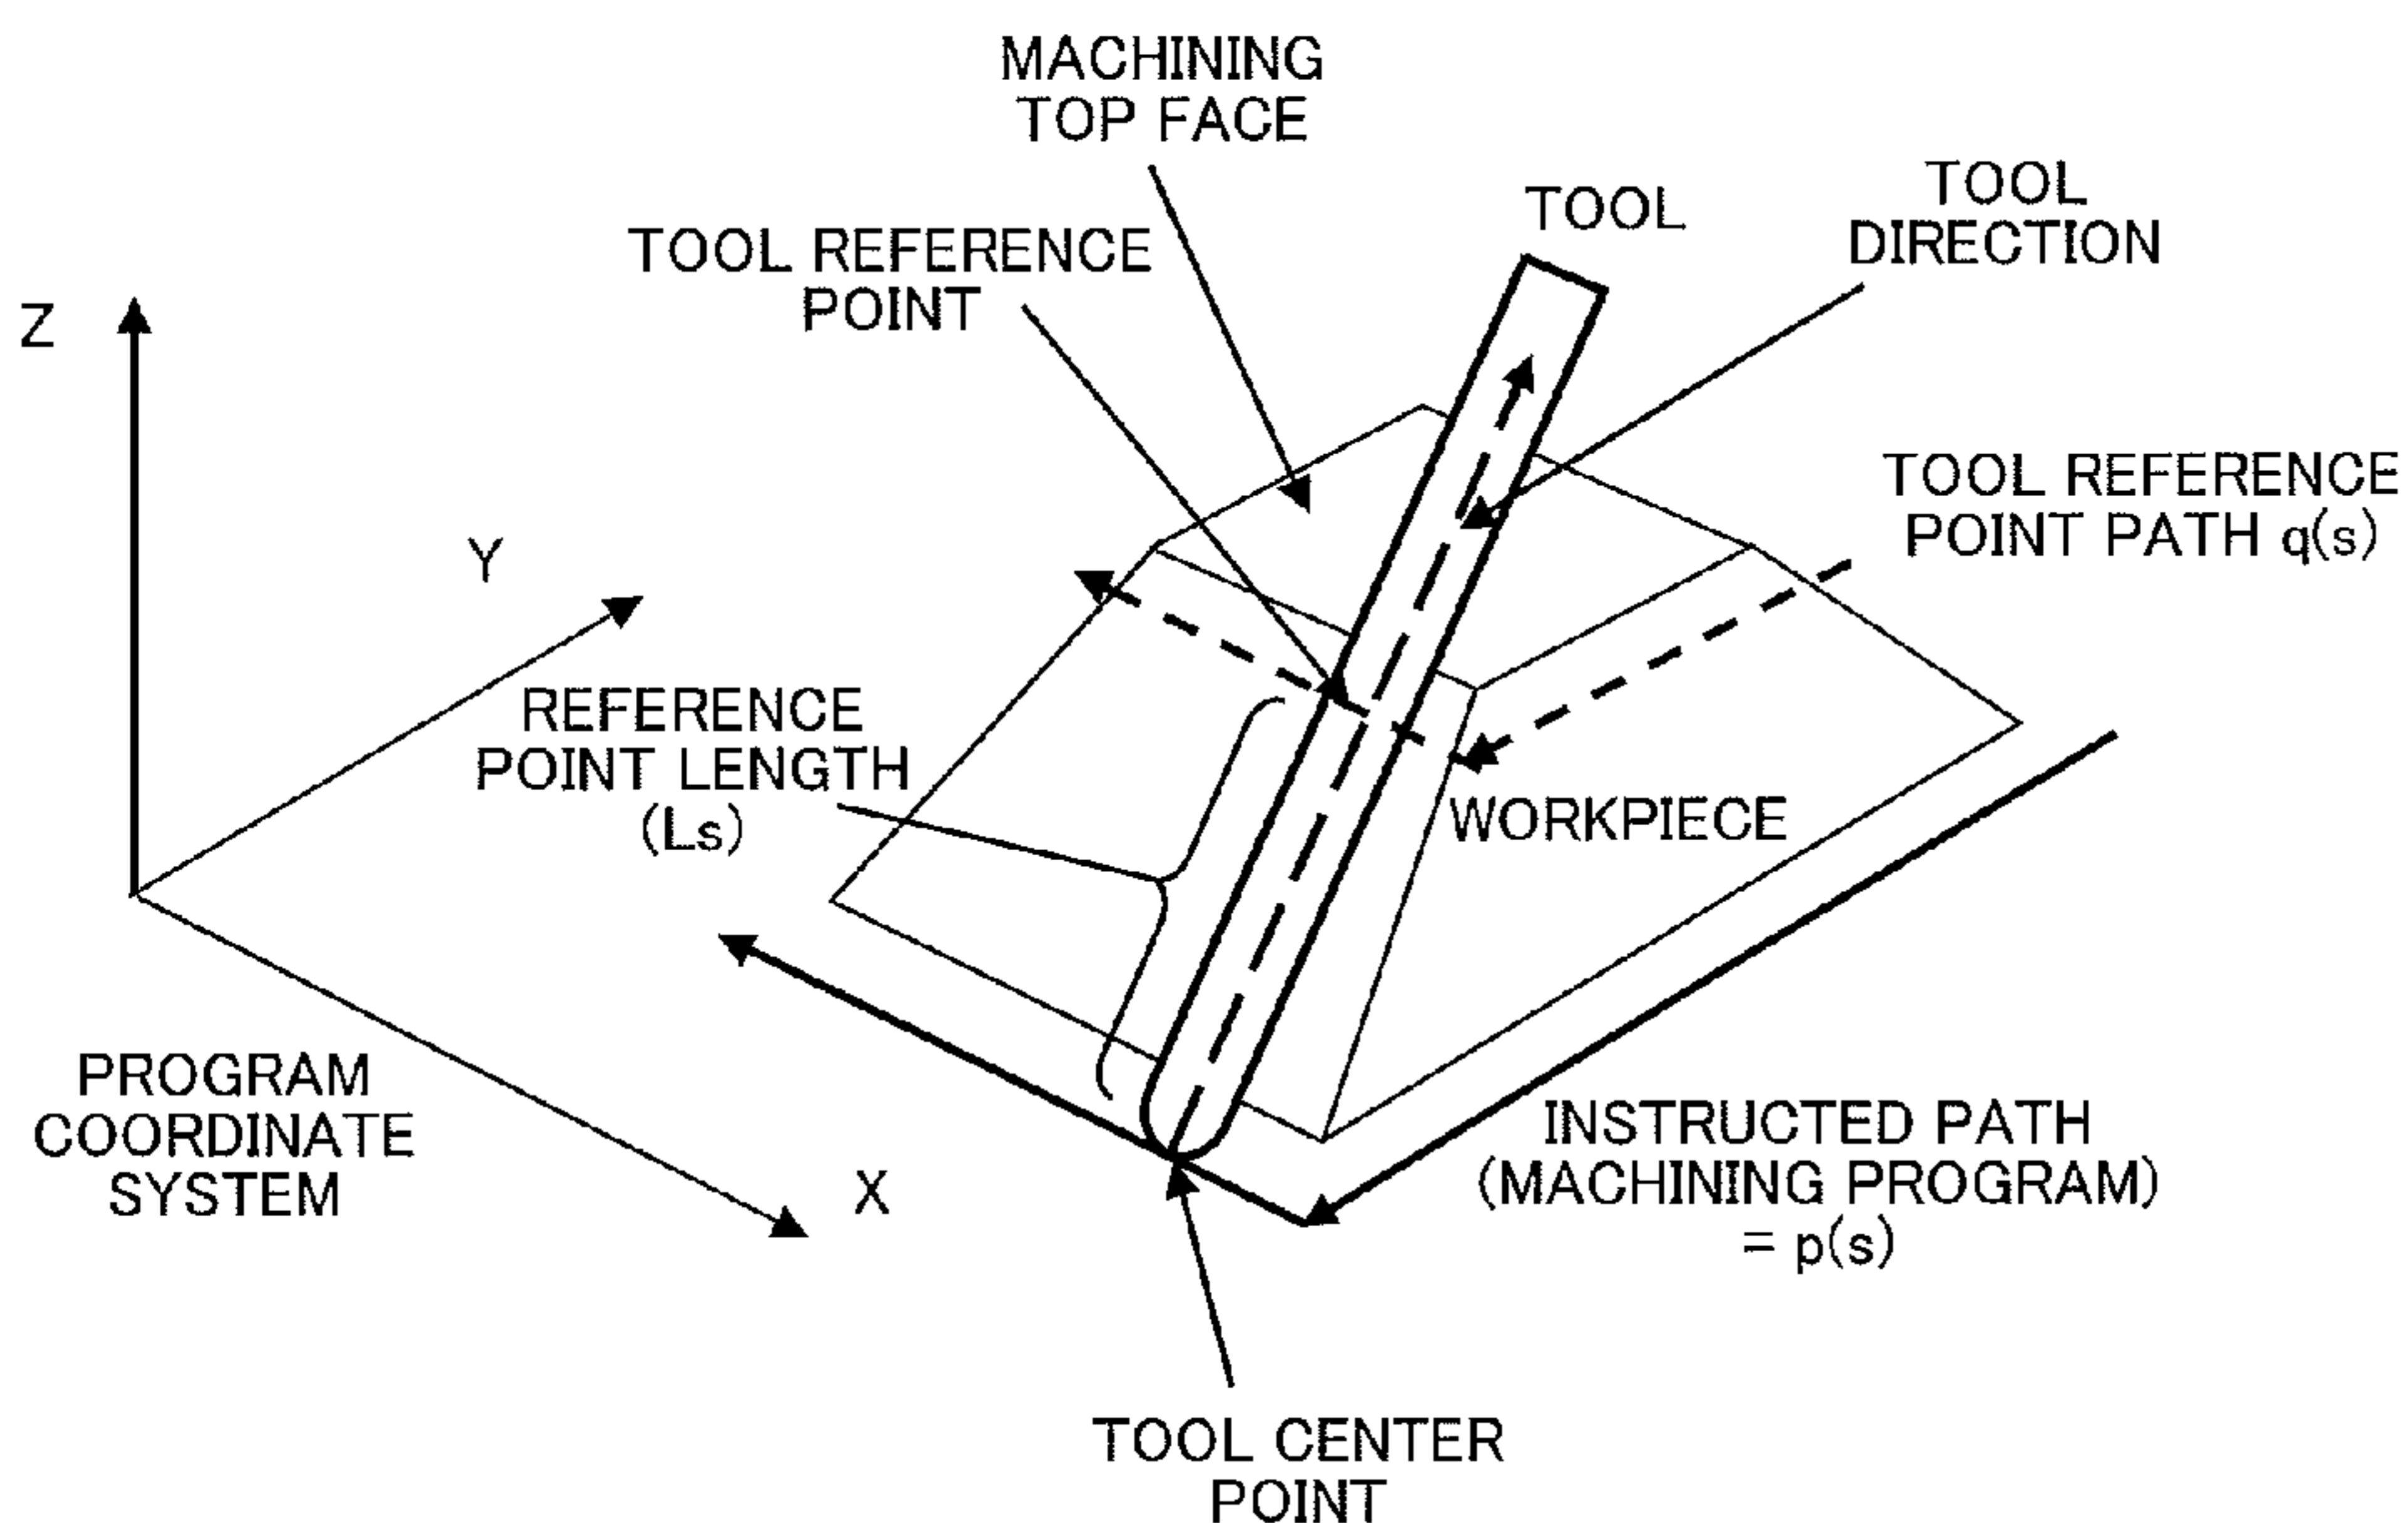 MACHINING
TOP FACE
TOOL REFERENCE
POINT
TOOL
TOOL
DIRECTION
Z
Y
TOOL REFERENCE
POINT PATH q(s)
REFERENCE
POINT LENGTH
(Ls)
WORKPIECE
PROGRAM
COORDINATE
SYSTEM
X
INSTRUCTED PATH
(MACHINING PROGRAM)
= p(s)
TOOL CENTER
POINT